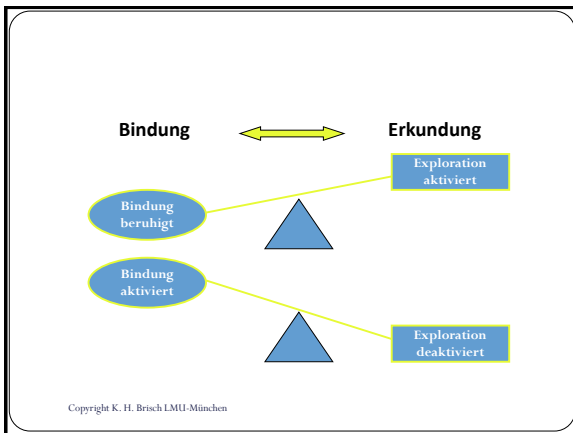 Bindung
Erkundung
Exploration
aktiviert
Bindung
beruhigt
Bindung
aktiviert
Exploration
deaktiviert
Copyright K. H. Brisch LMU-München